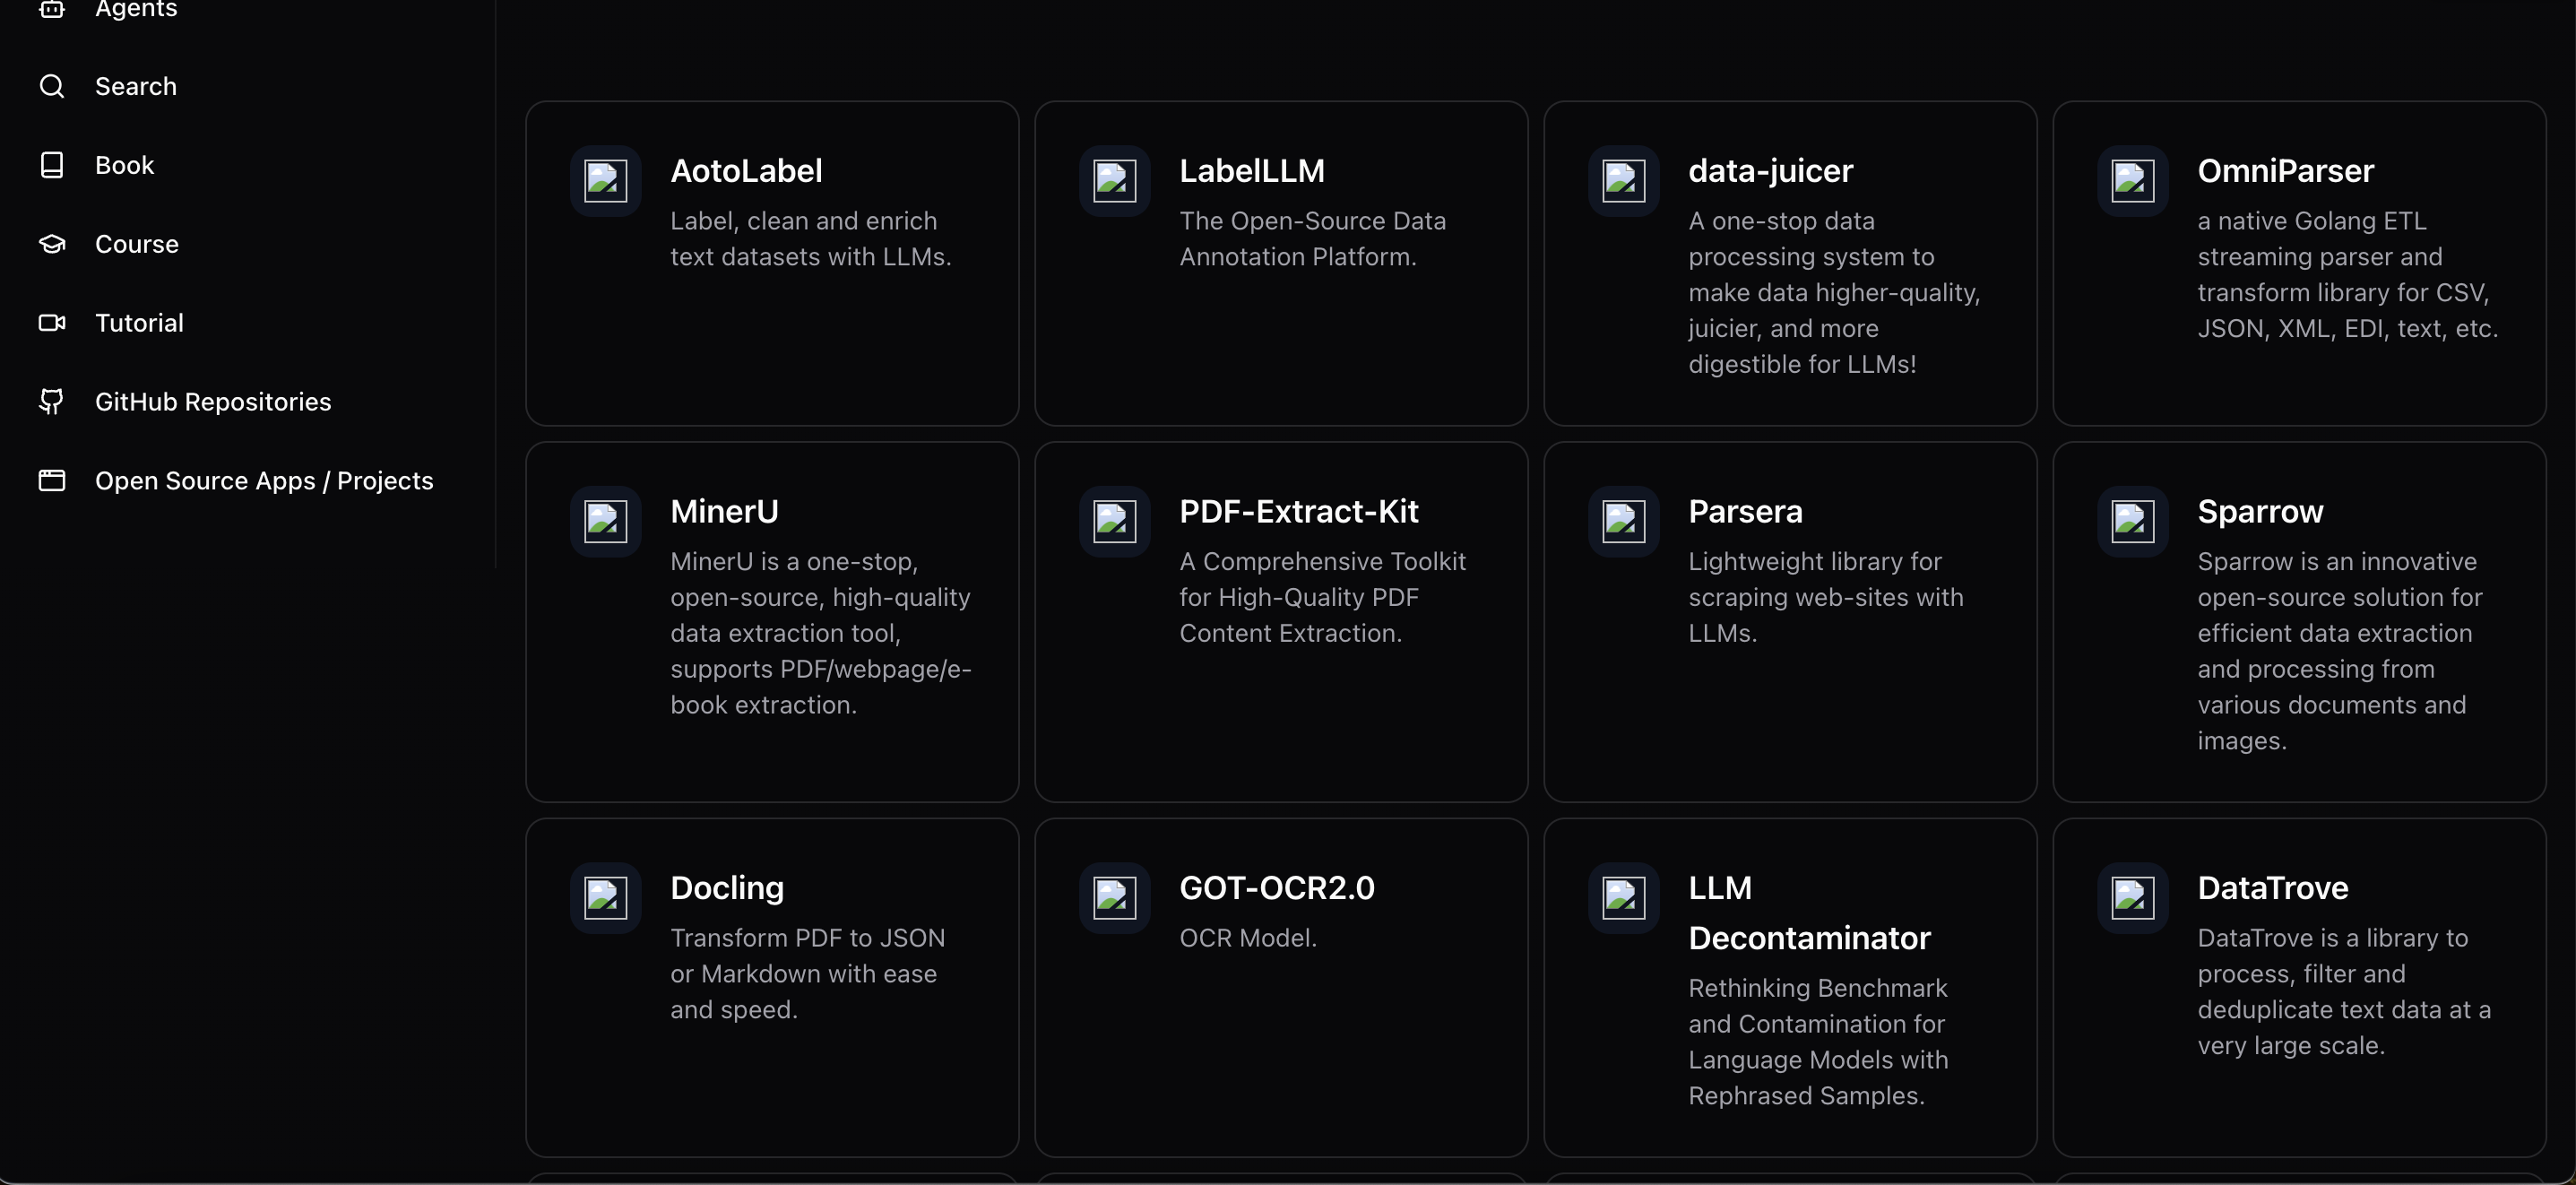 Agents
Search
Book
Course
Tutorial
GitHub Repositories
Open Source Apps / Projects
AotoLabel
Label, clean and enrich
text datasets with LLMs.
LabelLLM
The Open-Source Data
Annotation Platform.
data-juicer
A one-stop data
processing system to
make data higher-quality,
juicier, and more
digestible for LLMs!
OmniParser
a native Golang ETL
streaming parser and
transform library for CSV,
JSON, XML, EDI, text, etc.
MinerU
MinerU is a one-stop,
open-source, high-quality
data extraction tool,
supports PDF/webpage/e-
book extraction.
PDF-Extract-Kit
A Comprehensive Toolkit
for High-Quality PDF
Content Extraction.
Parsera
Lightweight library for
scraping web-sites with
LLMs.
Sparrow
Sparrow is an innovative
open-source solution for
efficient data extraction
and processing from
various documents and
images.
Docling
Transform PDF to JSON
or Markdown with ease
and speed.
GOT-OCR2.0
OCR Model.
LLM
Decontaminator
Rethinking Benchmark
and Contamination for
Language Models with
Rephrased Samples.
DataTrove
DataTrove is a library to
process, filter and
deduplicate text data at a
very large scale.